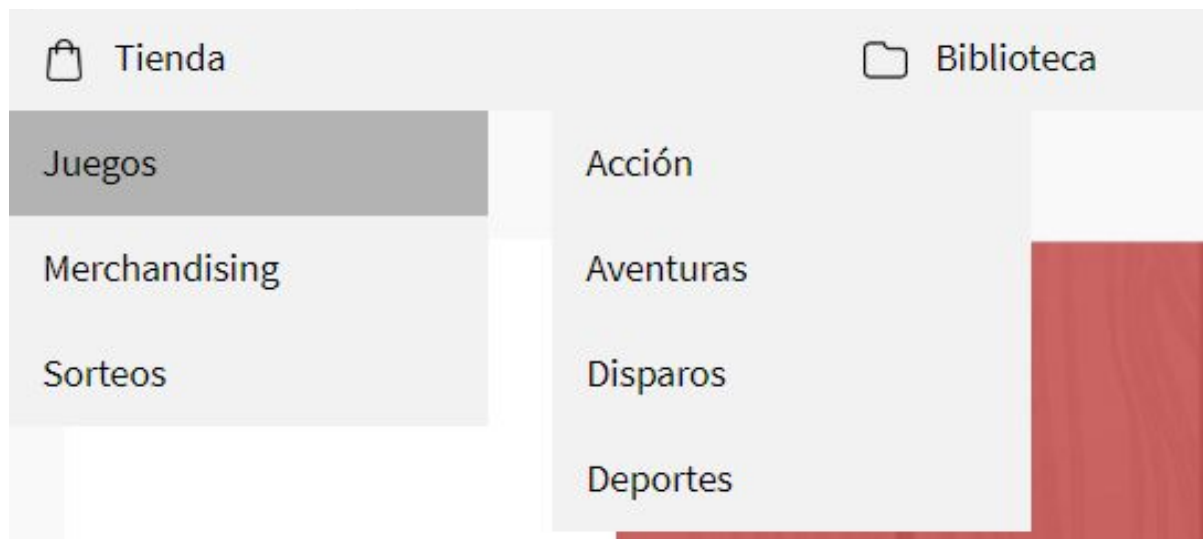 Tienda
Biblioteca
Juegos
Merchandising
Sorteos
Acción
Aventuras
Disparos
Deportes